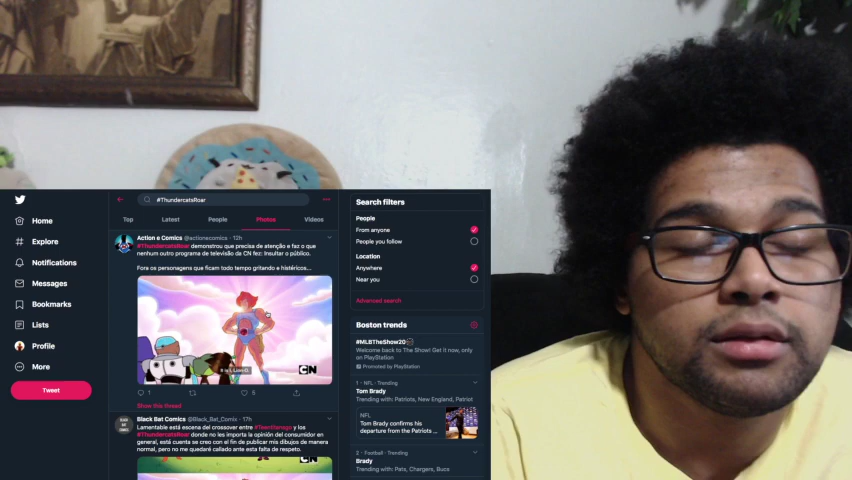 #ThundercatsRoar
Home
Explore
Notifications
Messages
Bookmarks
Lists
Profile
More
Tweet
Top
Latest
People
Photos
Videos
Action e Comics @actionecomics · 12h
#ThundercatsRoar demonstrou que precisa de atenção e faz o que
nenhum outro programa de televisão da CN fez: Insultar o público.
Fora os personagens que ficam todo tempo gritando e histéricos...
It is I, Lion-O.
CN
1
5
Show this thread
Black Bat Comics @Black_Bat_Comix · 17h
Lamentable está escena del crossover entre #Teentitansgo y los
#ThundercatsRoar donde no les importa la opinión del consumidor en
general, está cuenta se creo con el fin de publicar mis dibujos de manera
normal, pero no me quedaré callado ante esta falta de respeto.
Search filters
People
From anyone
People you follow
Location
Anywhere
Near you
Advanced search
Boston trends
#MLBTheShow20
Welcome back to The Show! Get it now, only
on PlayStation
Promoted by PlayStation
1 · NFL · Trending
Tom Brady
Trending with: Patriots, New England, Patriot
NFL
Tom Brady confirms his
departure from the Patriots ...
2 · Football · Trending
Brady
Trending with: Pats, Chargers, Bucs